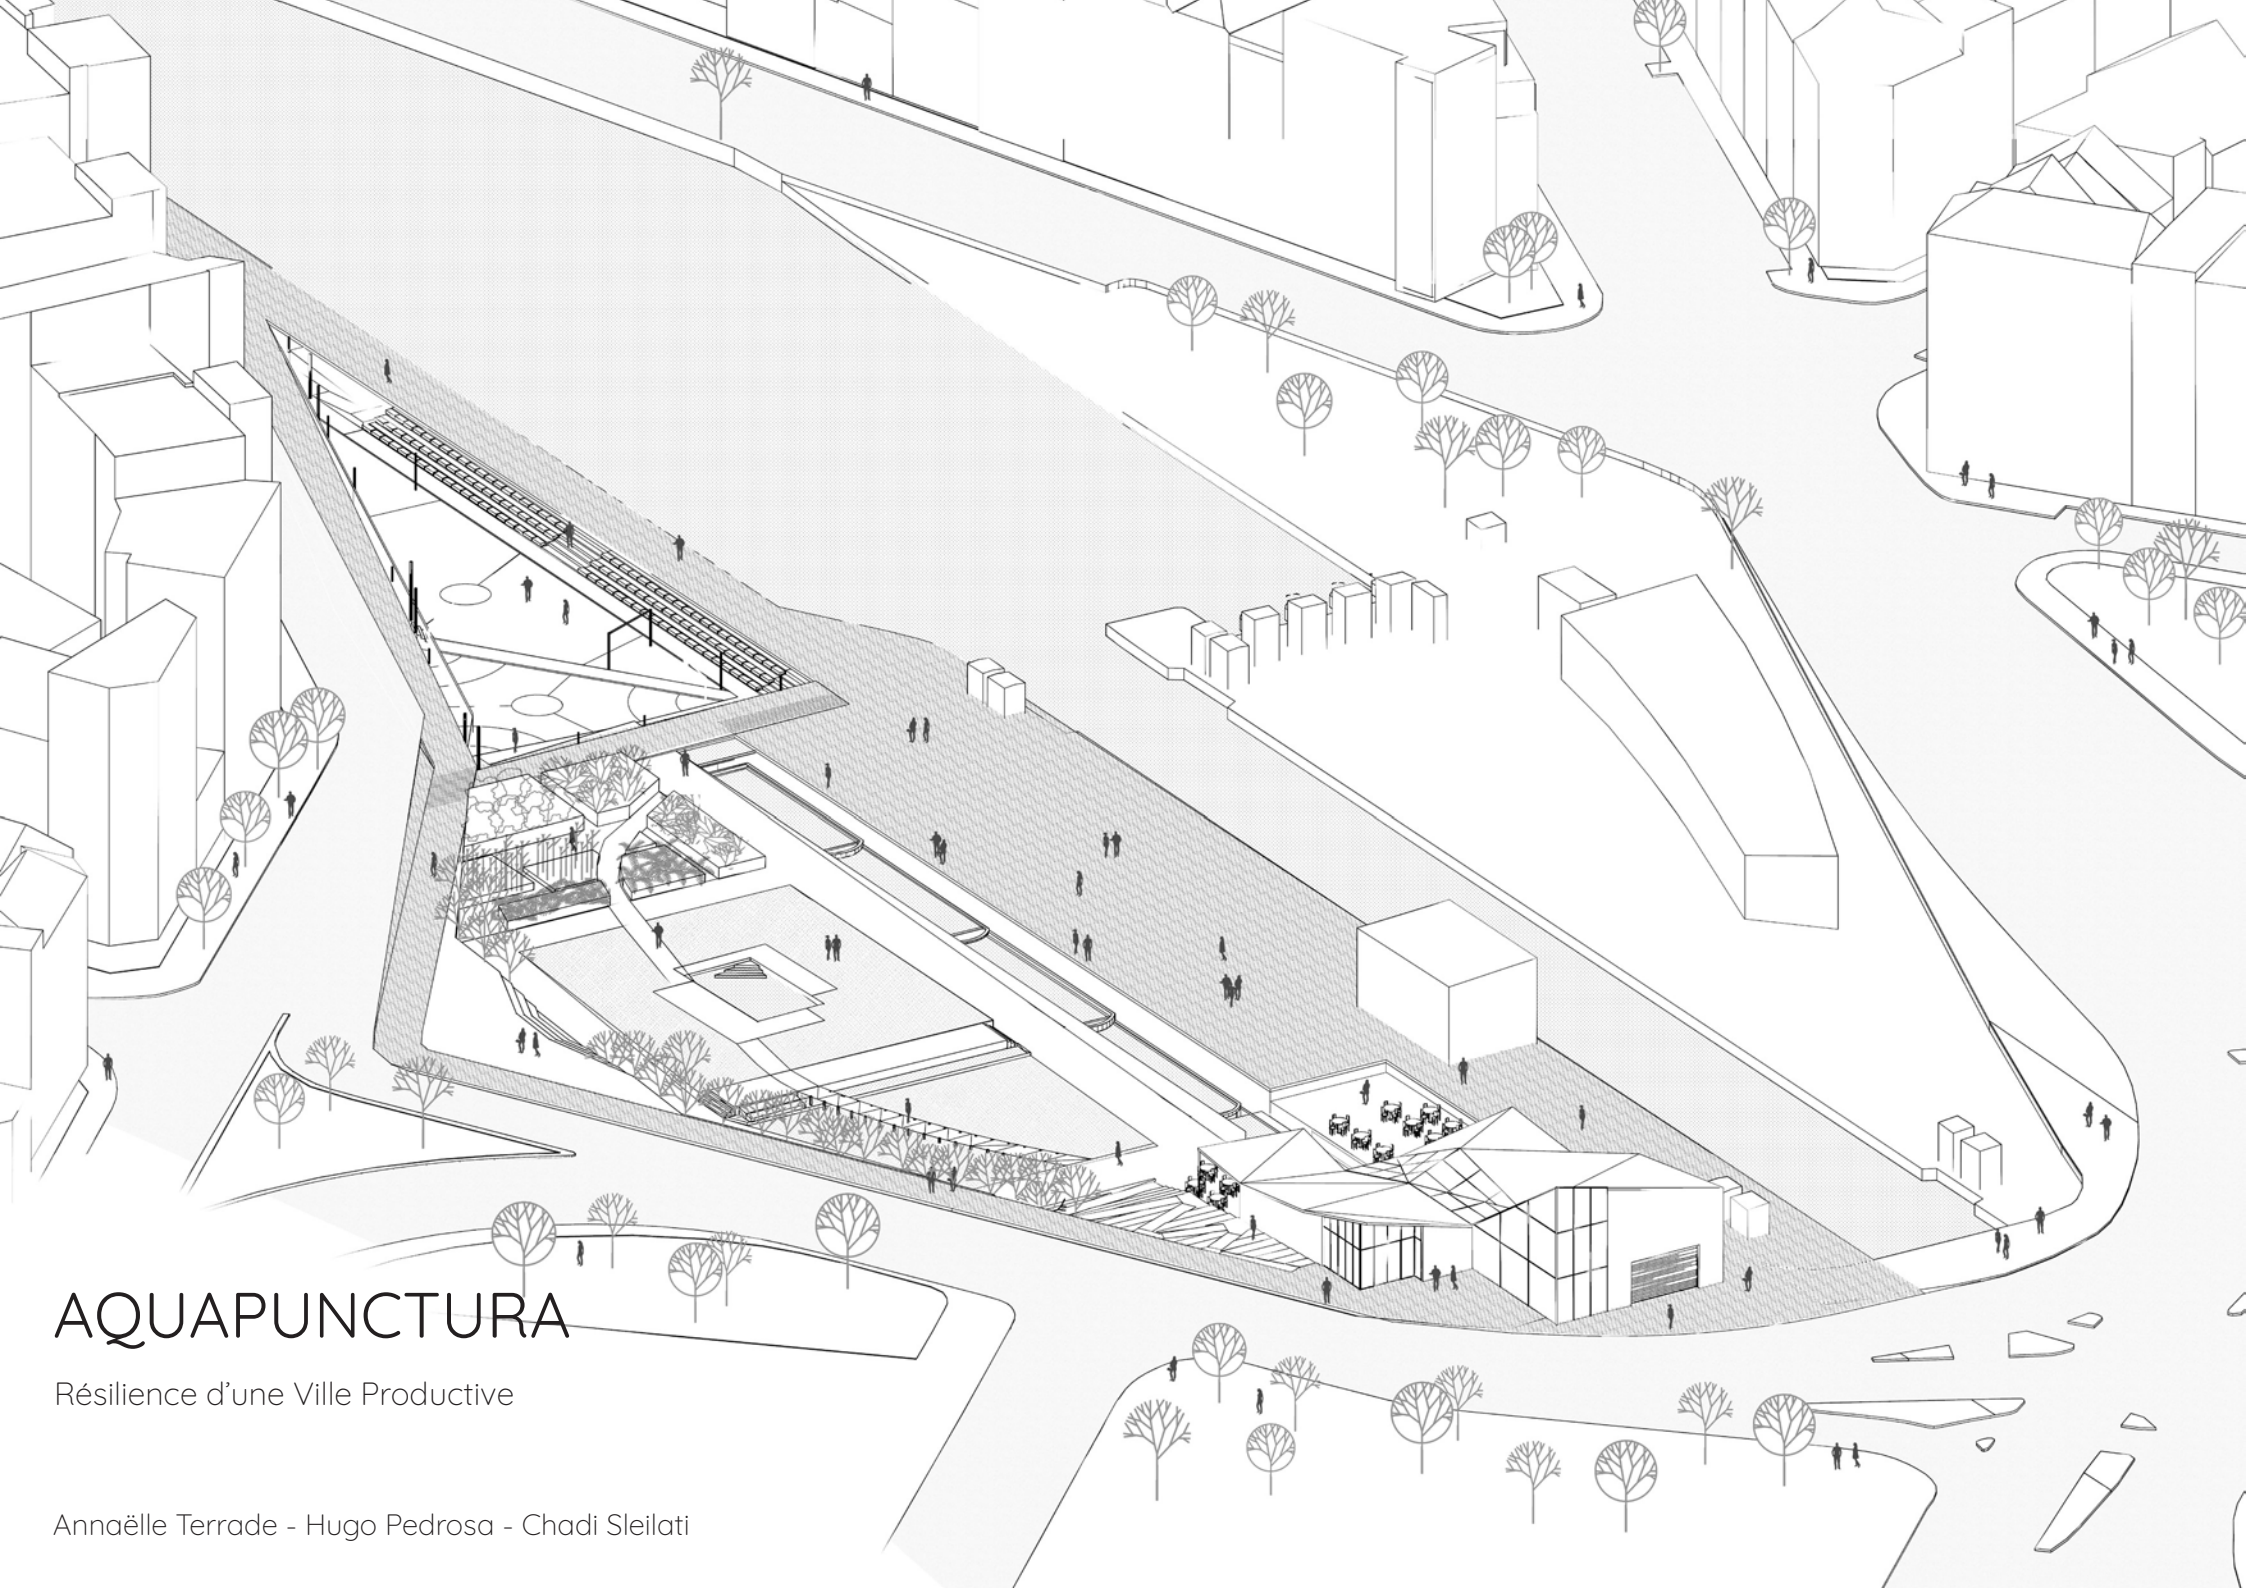 AQUAPUNCTURA
Résilience d’une Ville Productive
Annaëlle Terrade - Hugo Pedrosa - Chadi Sleilati